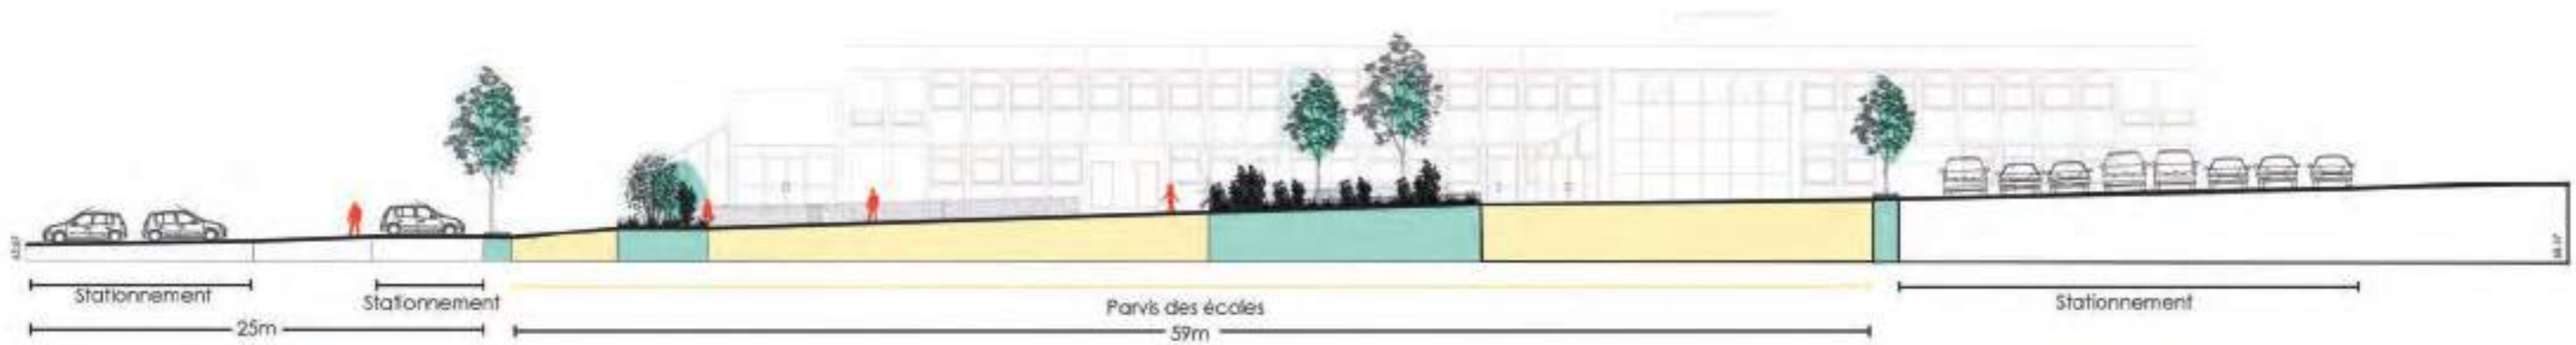 Stationnement
Stationnement
Parvis des écoles
Stationnement
25m
59m